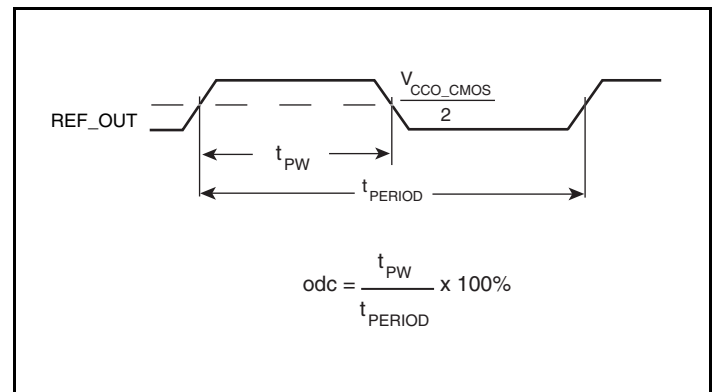 V_CCO_CMOS
2
REF_OUT
t_PW
t_PERIOD
odc = t_PW / t_PERIOD x 100%